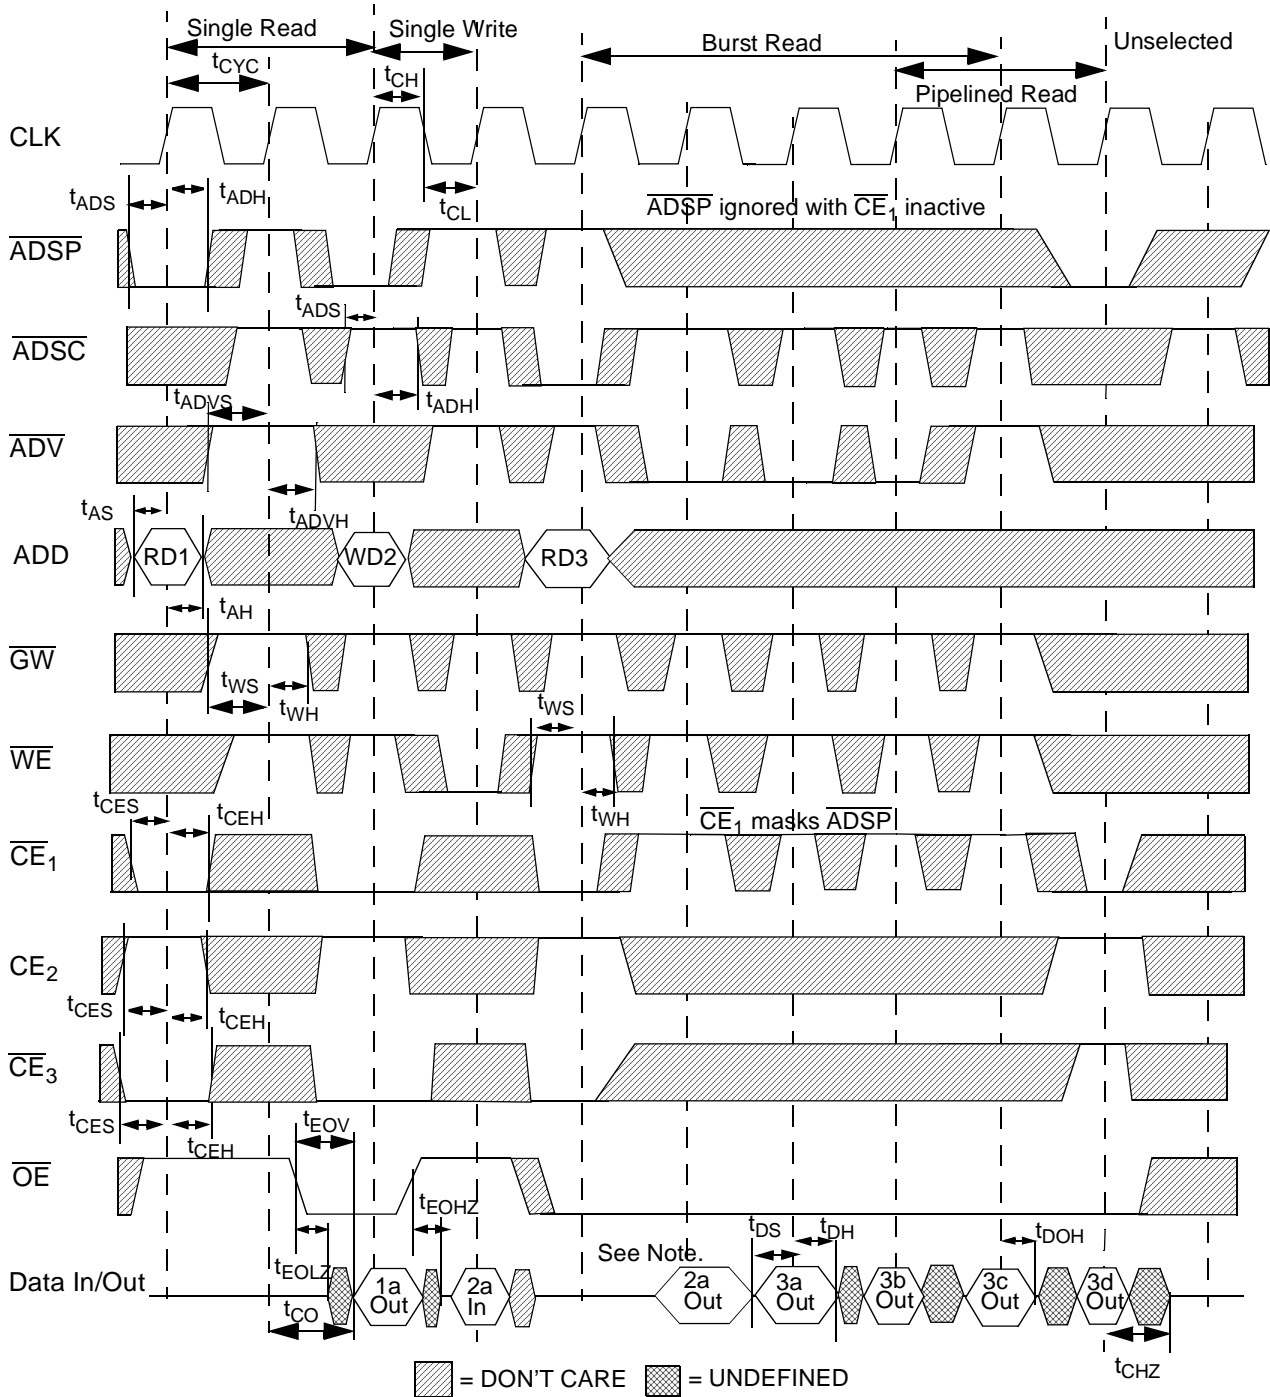 Single Read Single Write Burst Read Unselected
tCYC tCH Pipelined Read
CLK
tADS tADH tCL ADSP ignored with CE1 inactive
ADSP
tADS
ADSC
tADVS tADH
ADV
tAS tADVH
ADD RD1 WD2 RD3
tAH
GW
tWS tWH tWS
WE
tCES tCEH tWH CE1 masks ADSP
CE1
CE2
tCES tCEH
CE3
tCES tCEH tEOV
OE
tEOHZ tDS tDH tDOH
See Note.
Data In/Out tEOLZ 1a Out 2a In 2a Out 3a Out 3b Out 3c Out 3d Out
tCO tCHZ
= DON'T CARE = UNDEFINED